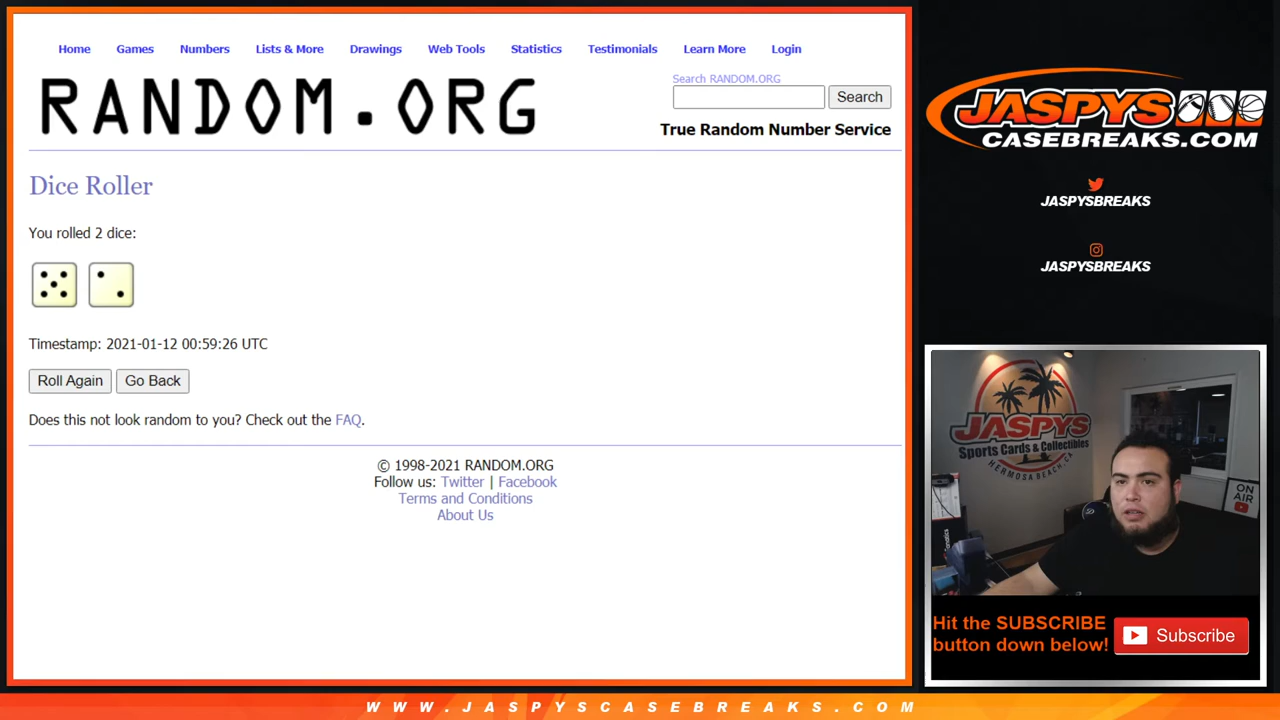 Home Games Numbers Lists & More Drawings Web Tools Statistics Testimonials Learn More Login
RANDOM.ORG
Search RANDOM.ORG
Search
True Random Number Service
Dice Roller
You rolled 2 dice:
Timestamp: 2021-01-12 00:59:26 UTC
Roll Again Go Back
Does this not look random to you? Check out the FAQ.
© 1998-2021 RANDOM.ORG
Follow us: Twitter | Facebook
Terms and Conditions
About Us
JASPYS
CASEBREAKS.COM
JASPYSBREAKS
JASPYSBREAKS
JASPYS
Sports Cards & Collectibles
HERMOSA BEACH, CA
ON
AIR
Hit the SUBSCRIBE
button down below!
Subscribe
WWW.JASPYSCASEBREAKS.COM